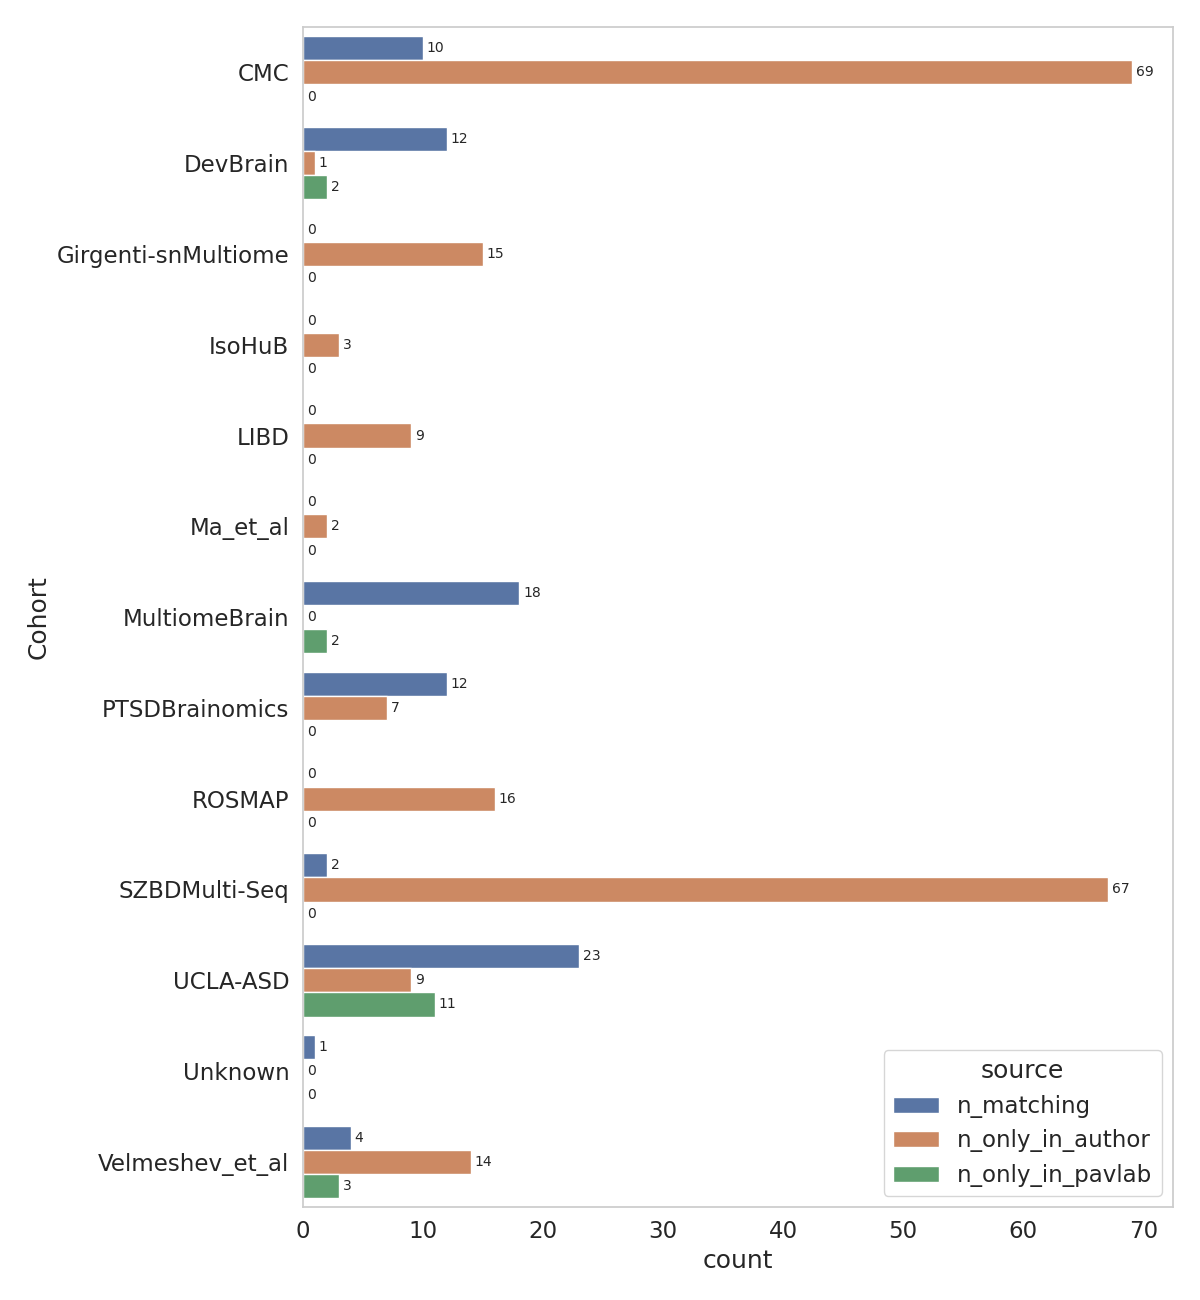 CMC
10
69
0
DevBrain
12
1
2
Girgenti-snMultiome
0
15
0
IsoHuB
0
3
0
LIBD
0
9
0
Ma_et_al
0
2
0
MultiomeBrain
18
0
2
PTSDBrainomics
12
7
0
ROSMAP
0
16
0
SZBDMulti-Seq
2
67
0
UCLA-ASD
23
9
11
Unknown
1
0
0
Velmeshev_et_al
4
14
3
Cohort
source
n_matching
n_only_in_author
n_only_in_pavlab
0 10 20 30 40 50 60 70
count